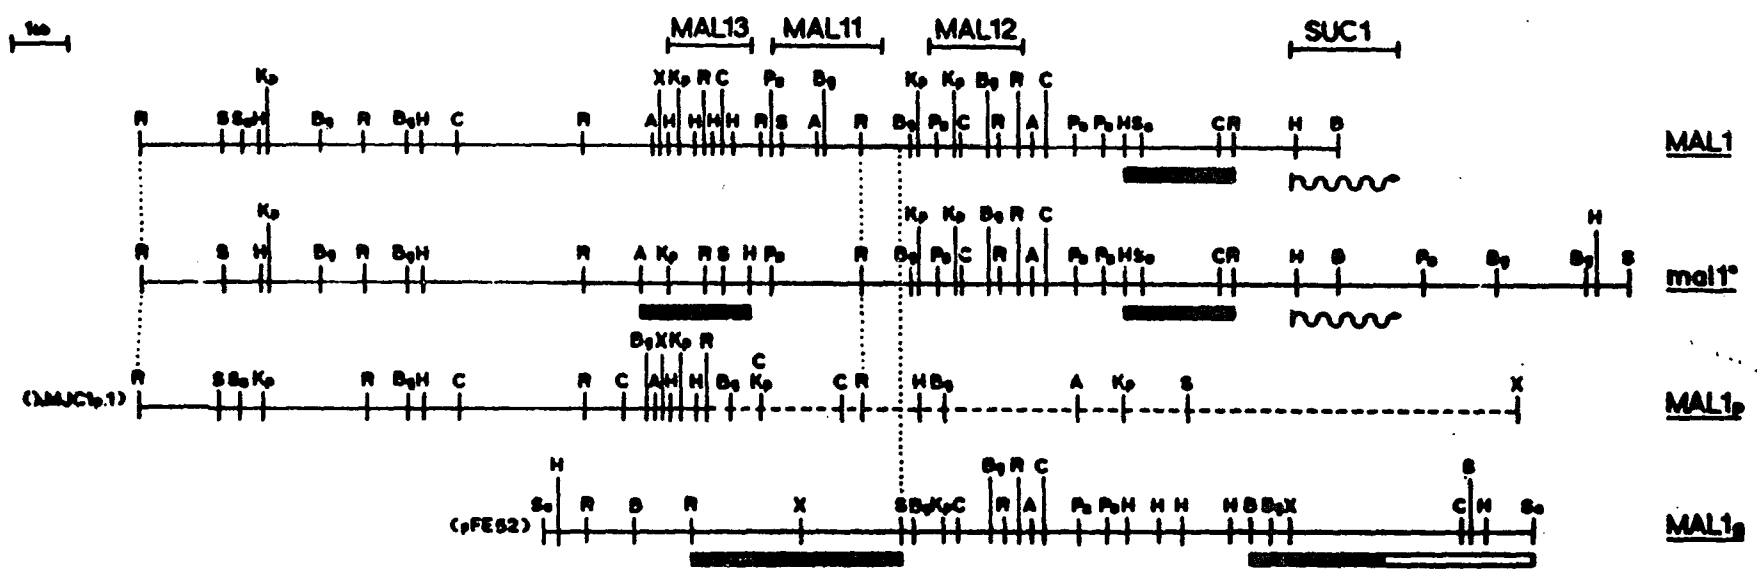 1kb
MAL13 MAL11 MAL12 SUC1
Kp X Kp R C Ps Bg Kp Kp Bg R C
R S Sa H Bg R Bg H C R A H H H H R S A R Bg Ps C R A Ps Ps H Sa C R H B MAL1
Kp Kp Kp Bg R C H
R S H Bg R Bg H R A Kp R S H Ps R Bg Ps C R A Ps Ps H Sa C R H B Ps Bg Bg S mal1°
Bg X Kp R C
(λMJC1p.1) R S Sa Kp R Bg H C R C A H H Bg Kp C R H Bg A Kp S X MAL1p
H Bg R C B
(pFE52) Sa R B R X S Bg Kp C R A Ps Ps H H H H B Bg X C H Sa MAL1g